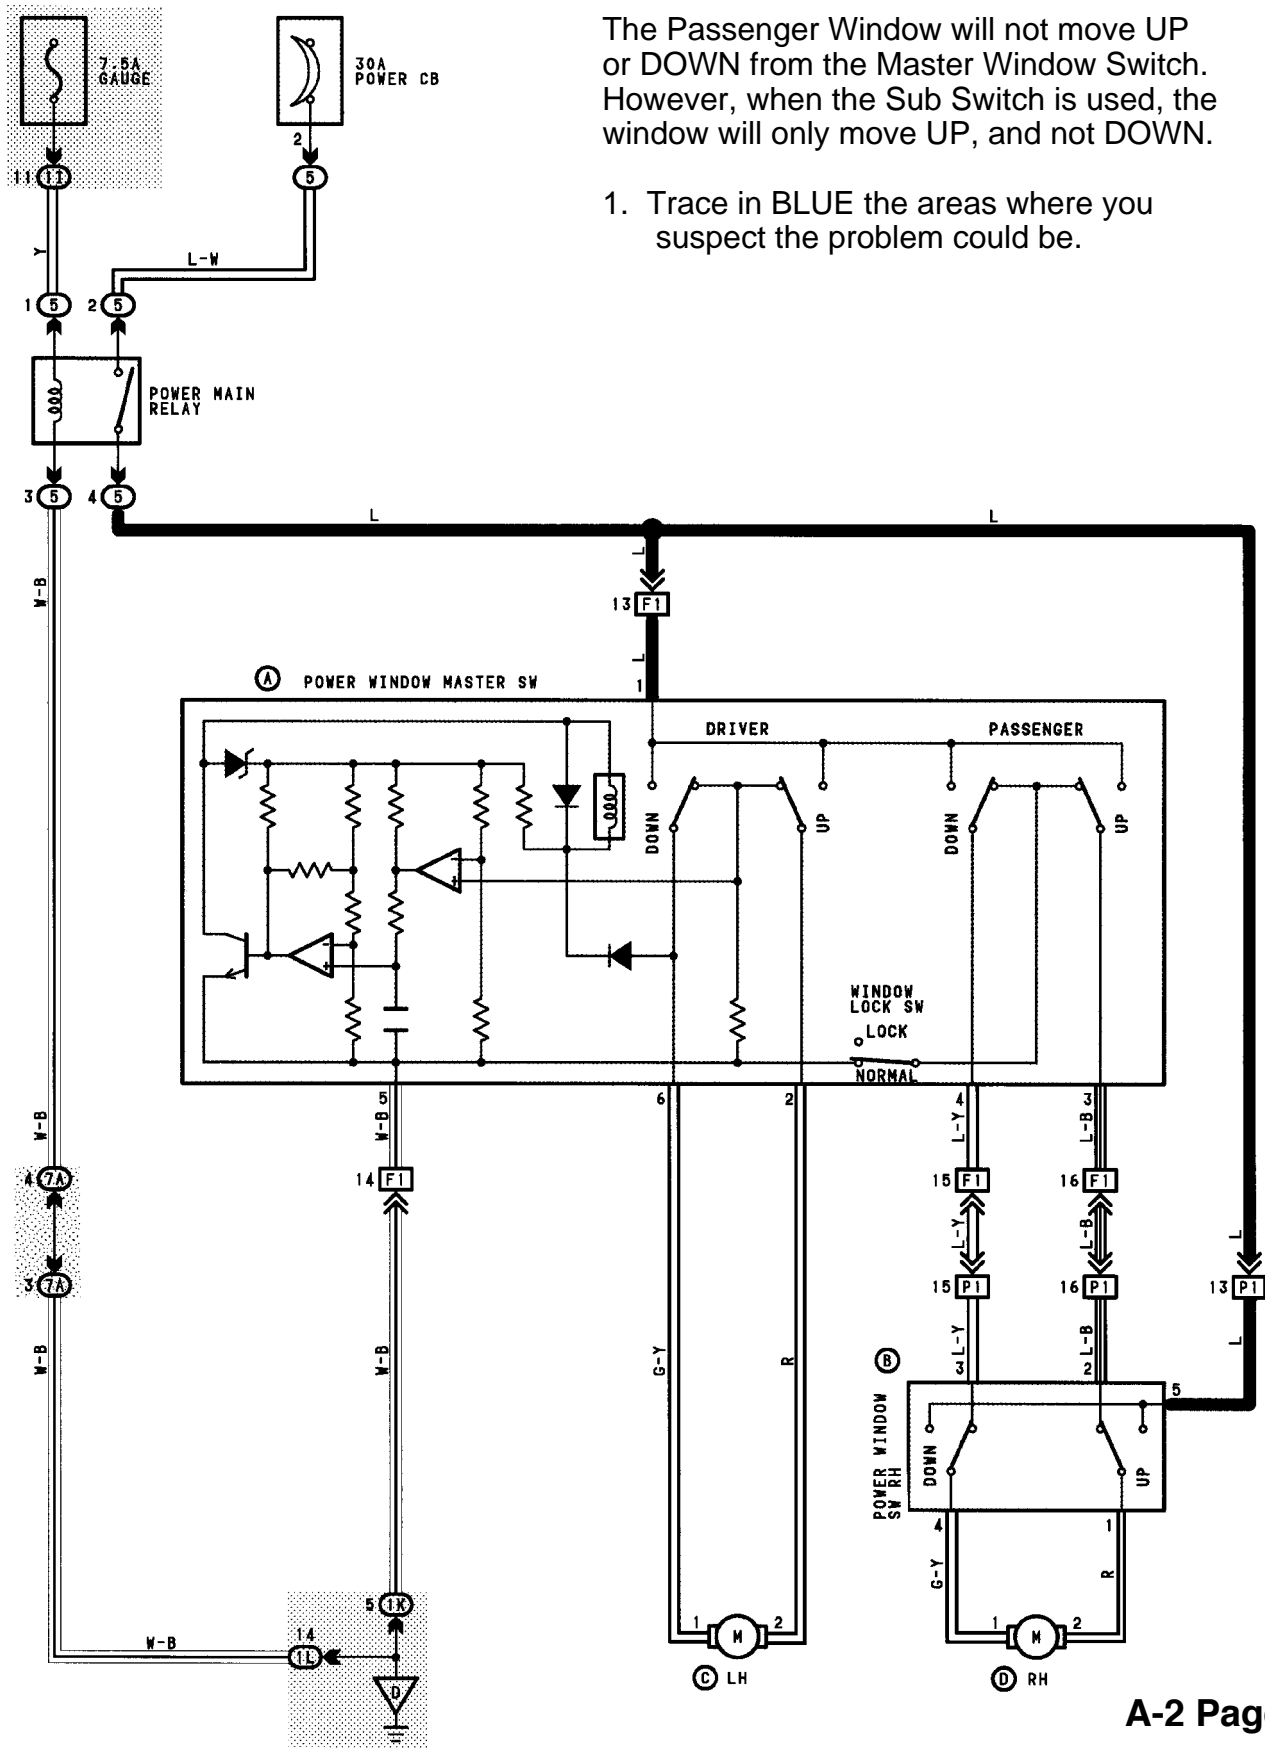 The Passenger Window will not move UP
or DOWN from the Master Window Switch.
However, when the Sub Switch is used, the
window will only move UP, and not DOWN.
1. Trace in BLUE the areas where you
suspect the problem could be.
7.5A
GAUGE
30A
POWER CB
2
11 1I
5
Y
L-W
1 5
2 5
POWER MAIN
RELAY
3 5
4 5
L
L
L
W-B
13 F1
L
A POWER WINDOW MASTER SW
1
DRIVER
PASSENGER
DOWN
UP
DOWN
UP
-
+
-
+
WINDOW
LOCK SW
LOCK
NORMAL
5
6
2
4
3
W-B
W-B
L-Y
L-B
4 7A
14 F1
15 F1
16 F1
L-Y
L-B
L
3 7A
15 P1
16 P1
13 P1
W-B
W-B
G-Y
R
L-Y
L-B
L
B
3
2
5
POWER WINDOW
SW RH
DOWN
UP
4
1
G-Y
R
5 1K
14
1L
W-B
1 M 2
1 M 2
C LH
D RH
D
A-2 Pag